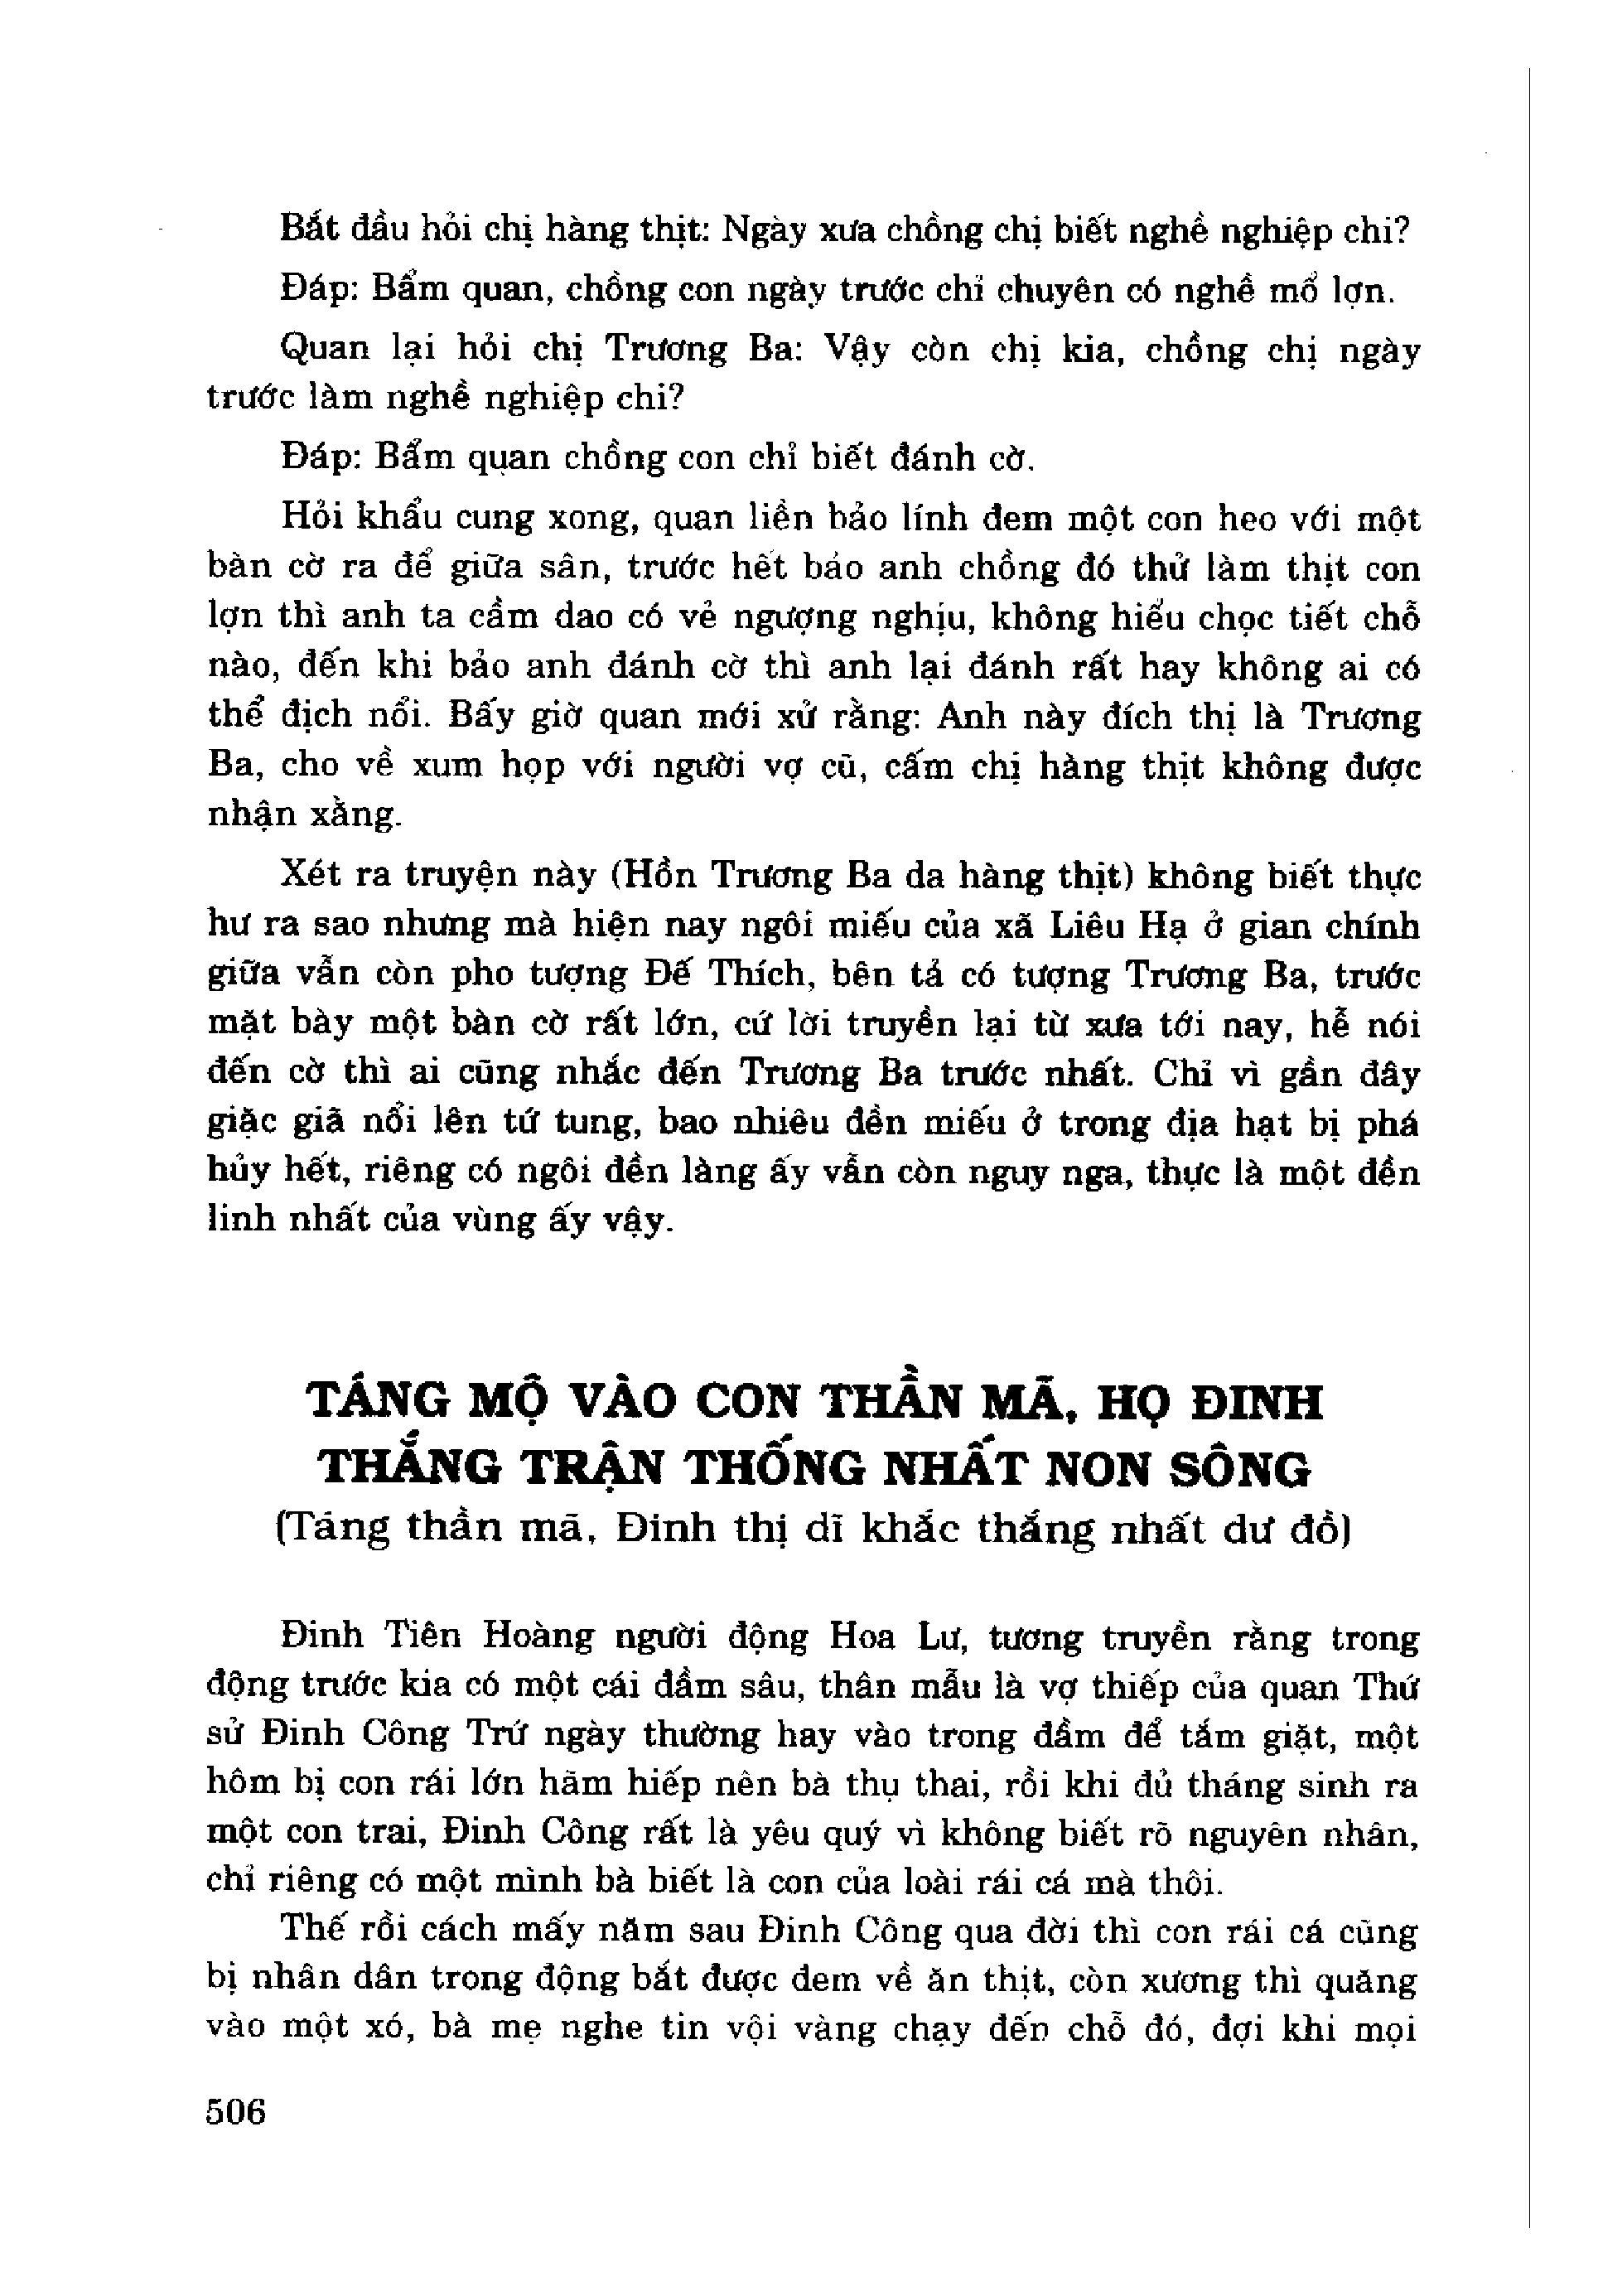 Bắt đầu hỏi chị hàng thịt: Ngày xưa chồng chị biết nghề nghiệp chi?
Đáp: Bẩm quan, chồng con ngày trước chỉ chuyên có nghề mổ lợn.
Quan lại hỏi chị Trương Ba: Vậy còn chị kia, chồng chị ngày
trước làm nghề nghiệp chi?
Đáp: Bẩm quan chồng con chỉ biết đánh cờ.
Hỏi khẩu cung xong, quan liền bảo lính đem một con heo với một
bàn cờ ra để giữa sân, trước hết bảo anh chồng đó thử làm thịt con
lợn thì anh ta cầm dao có vẻ ngượng nghịu, không hiểu chọc tiết chỗ
nào, đến khi bảo anh đánh cờ thì anh lại đánh rất hay không ai có
thể địch nổi. Bấy giờ quan mới xử rằng: Anh này đích thị là Trương
Ba, cho về xum họp với người vợ cũ, cấm chị hàng thịt không được
nhận xằng.
Xét ra truyện này (Hồn Trương Ba da hàng thịt) không biết thực
hư ra sao nhưng mà hiện nay ngôi miếu của xã Liêu Hạ ở gian chính
giữa vẫn còn pho tượng Đế Thích, bên tả có tượng Trương Ba, trước
mặt bày một bàn cờ rất lớn, cứ lời truyền lại từ xưa tới nay, hễ nói
đến cờ thì ai cũng nhắc đến Trương Ba trước nhất. Chỉ vì gần đây
giặc giã nổi lên tứ tung, bao nhiêu đền miếu ở trong địa hạt bị phá
hủy hết, riêng có ngôi đền làng ấy vẫn còn nguy nga, thực là một đền
linh nhất của vùng ấy vậy.
TÁNG MỘ VÀO CON THẦN MÃ, HỌ ĐINH
THẮNG TRẬN THỐNG NHẤT NON SÔNG
(Táng thần mã, Đinh thị dĩ khắc thắng nhất dư đồ)
Đinh Tiên Hoàng người động Hoa Lư, tương truyền rằng trong
động trước kia có một cái đầm sâu, thân mẫu là vợ thiếp của quan Thứ
sử Đinh Công Trứ ngày thường hay vào trong đầm để tắm giặt, một
hôm bị con rái lớn hãm hiếp nên bà thụ thai, rồi khi đủ tháng sinh ra
một con trai, Đinh Công rất là yêu quý vì không biết rõ nguyên nhân,
chỉ riêng có một mình bà biết là con của loài rái cá mà thôi.
Thế rồi cách mấy năm sau Đinh Công qua đời thì con rái cá cũng
bị nhân dân trong động bắt được đem về ăn thịt, còn xương thì quăng
vào một xó, bà mẹ nghe tin vội vàng chạy đến chỗ đó, đợi khi mọi
506